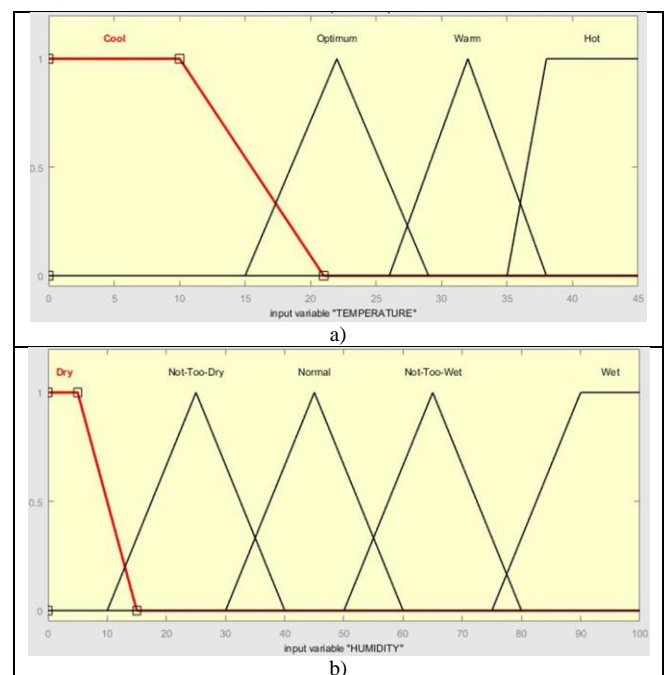 Cool Optimum Warm Hot
1
0.5
0
0 5 10 15 20 25 30 35 40 45
input variable "TEMPERATURE"
a)
Dry Not-Too-Dry Normal Not-Too-Wet Wet
1
0.5
0
0 10 20 30 40 50 60 70 80 90 100
input variable "HUMIDITY"
b)